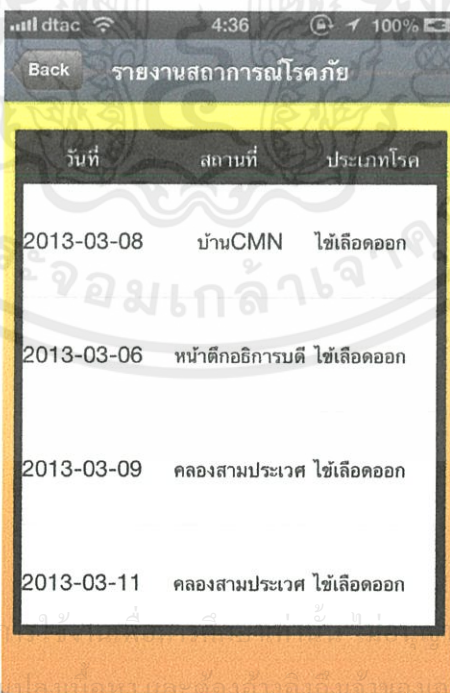 dtac 4:36 100%
Back รายงานสถาการณ์โรคภัย
วันที่ สถานที่ ประเภทโรค
2013-03-08 บ้านCMN ไข้เลือดออก
2013-03-06 หน้าตึกอธิการบดี ไข้เลือดออก
2013-03-09 คลองสามประเวศ ไข้เลือดออก
2013-03-11 คลองสามประเวศ ไข้เลือดออก